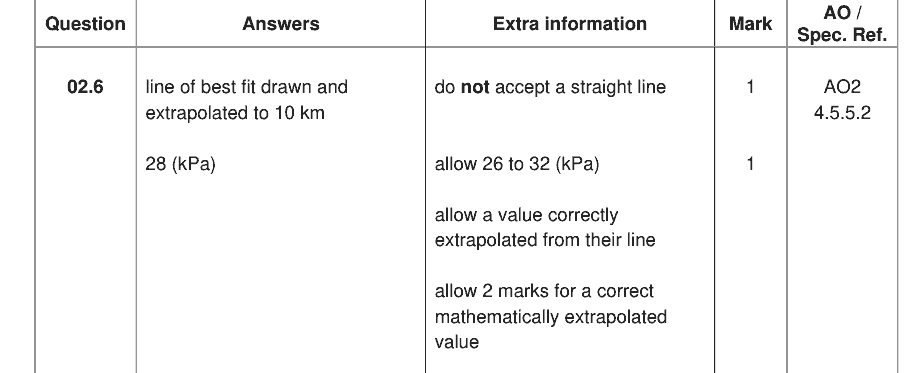 Question Answers Extra information Mark AO / Spec. Ref.
02.6 line of best fit drawn and do not accept a straight line 1 AO2
extrapolated to 10 km 4.5.5.2
28 (kPa) allow 26 to 32 (kPa) 1
allow a value correctly
extrapolated from their line
allow 2 marks for a correct
mathematically extrapolated
value